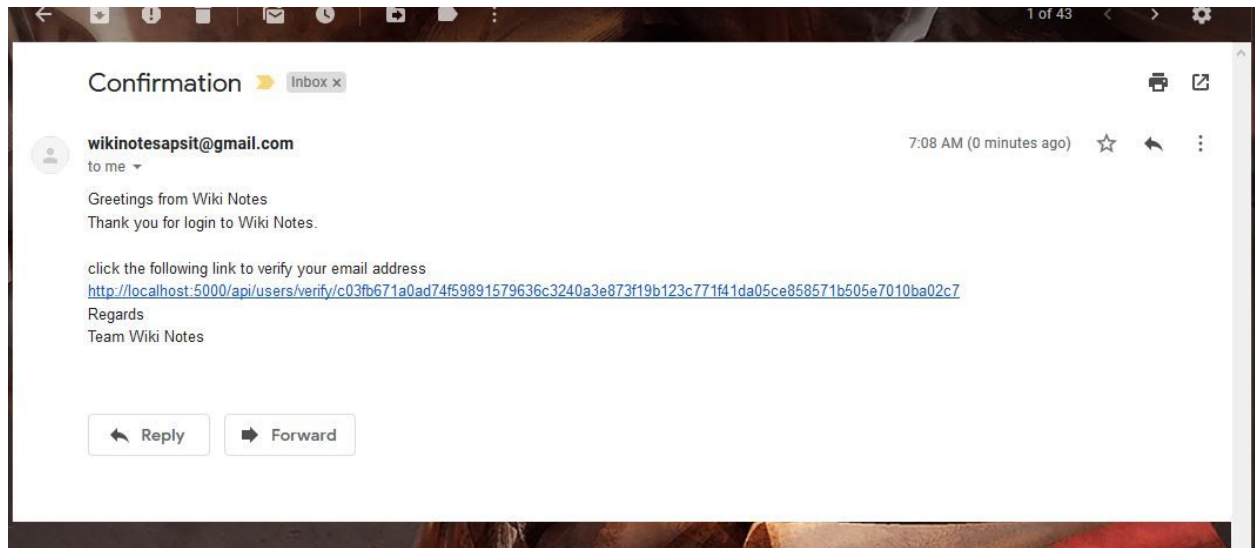 1 of 43
Confirmation Inbox x
wikinotesapsit@gmail.com 7:08 AM (0 minutes ago)
to me
Greetings from Wiki Notes
Thank you for login to Wiki Notes.
click the following link to verify your email address
http://localhost:5000/api/users/verify/c03fb671a0ad74f59891579636c3240a3e873f19b123c771f41da05ce858571b505e7010ba02c7
Regards
Team Wiki Notes
Reply Forward